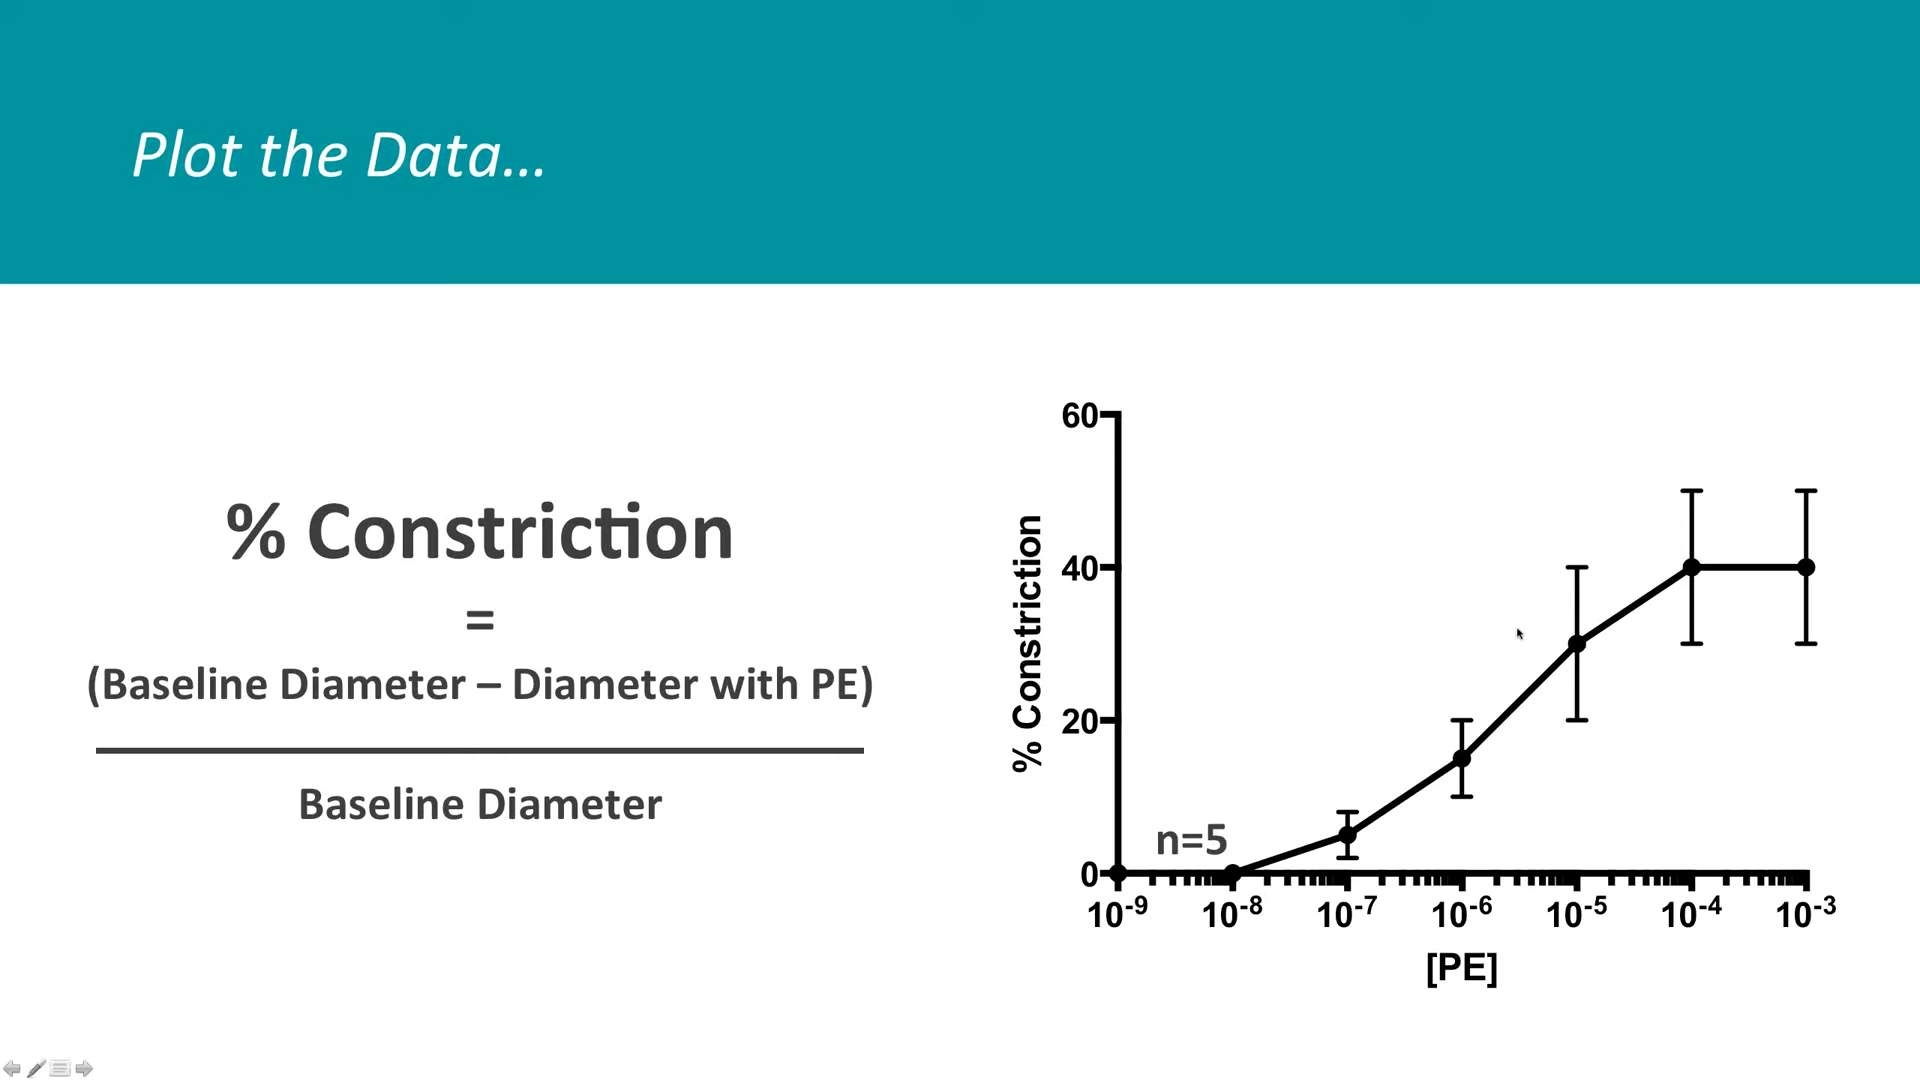 Plot the Data...
% Constriction
=
(Baseline Diameter – Diameter with PE)
Baseline Diameter
% Constriction
60
40
20
0
n=5
10-9 10-8 10-7 10-6 10-5 10-4 10-3
[PE]